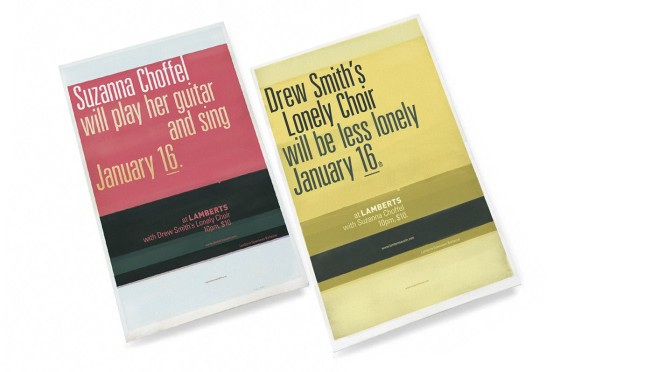 Suzanna Choffel
will play her guitar
and sing
January 16.
at LAMBERTS
with Drew Smith's Lonely Choir
10pm, $10
Drew Smith's
Lonely Choir
will be less lonely
January 16th
at LAMBERTS
with Suzanna Choffel
10pm, $10